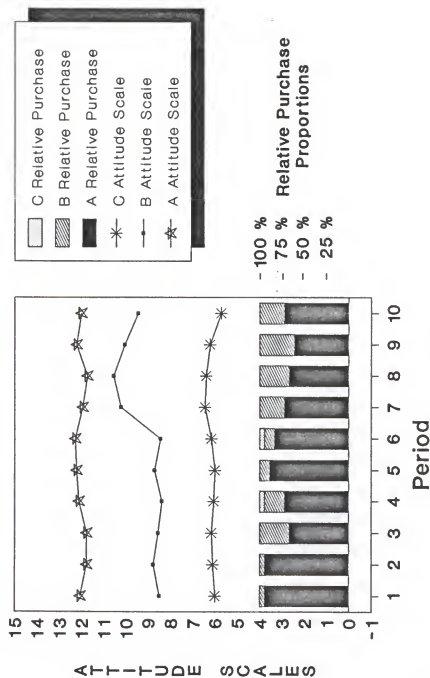 C Relative Purchase
B Relative Purchase
A Relative Purchase
C Attitude Scale
B Attitude Scale
A Attitude Scale
Relative Purchase
Proportions
- 100 %
- 75 %
- 50 %
- 25 %
ATTITUDE SCALES
15
14
13
12
11
10
9
8
7
6
5
4
3
2
1
0
-1
1 2 3 4 5 6 7 8 9 10
Period